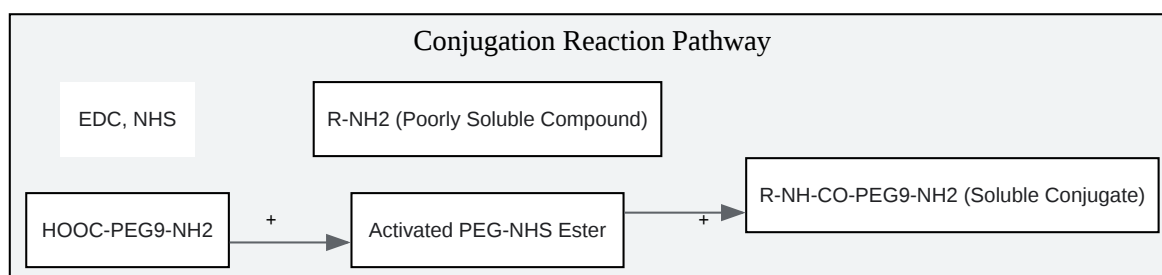 Conjugation Reaction Pathway
EDC, NHS
R-NH2 (Poorly Soluble Compound)
R-NH-CO-PEG9-NH2 (Soluble Conjugate)
HOOC-PEG9-NH2
+
Activated PEG-NHS Ester
+